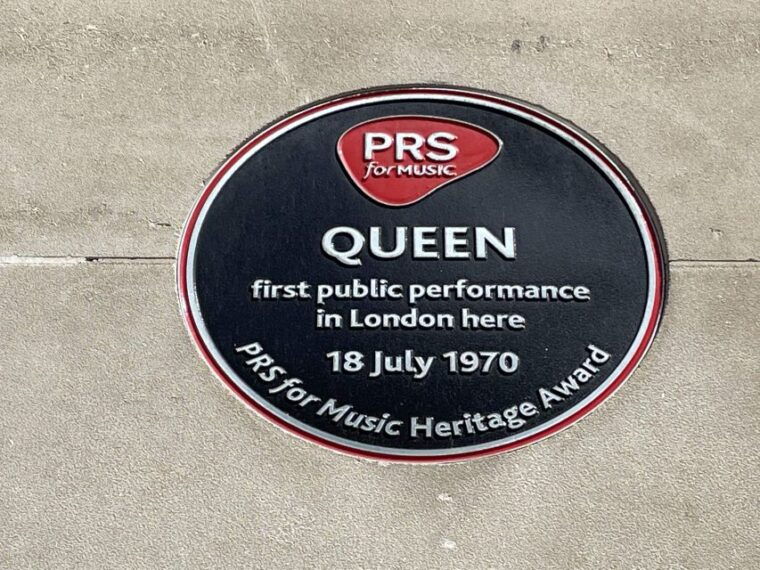 PRS
for MUSIC
QUEEN
first public performance
in London here
18 July 1970
PRS for Music Heritage Award